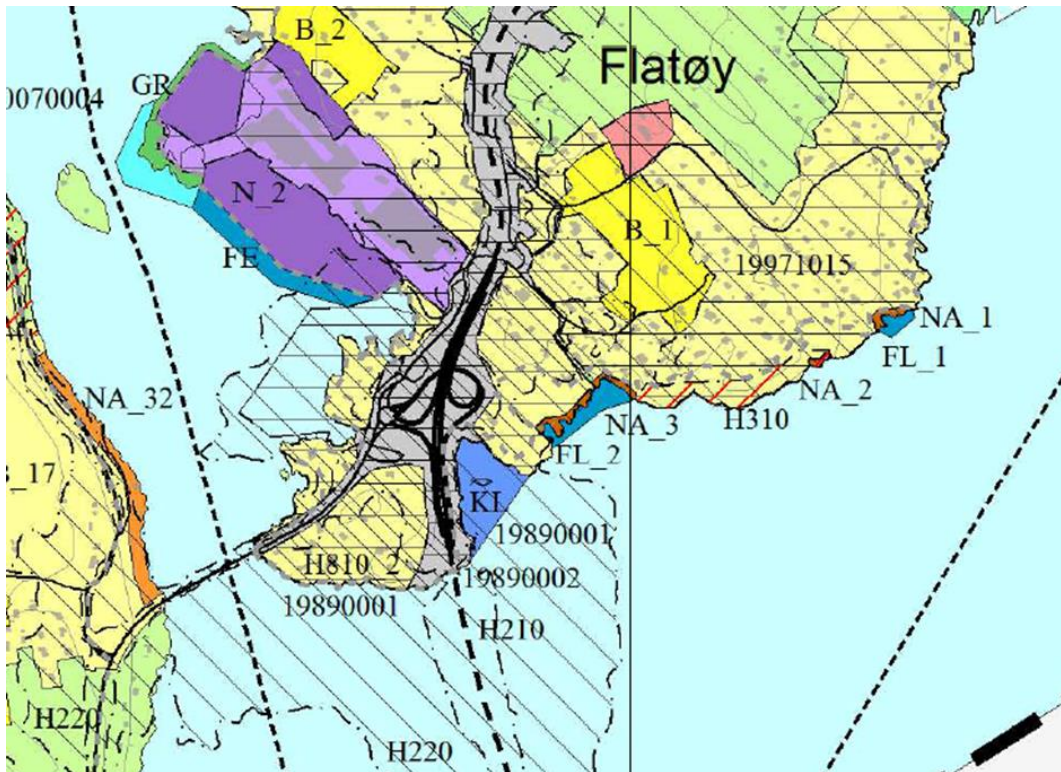 B_2
Flatøy
GR
0070004
N_2
B_1
FE
19971015
NA_1
FL_1
NA_2
NA_32
NA_3
H310
FL_2
_17
KL
19890001
H810_2
19890002
19890001
H210
H220
H220